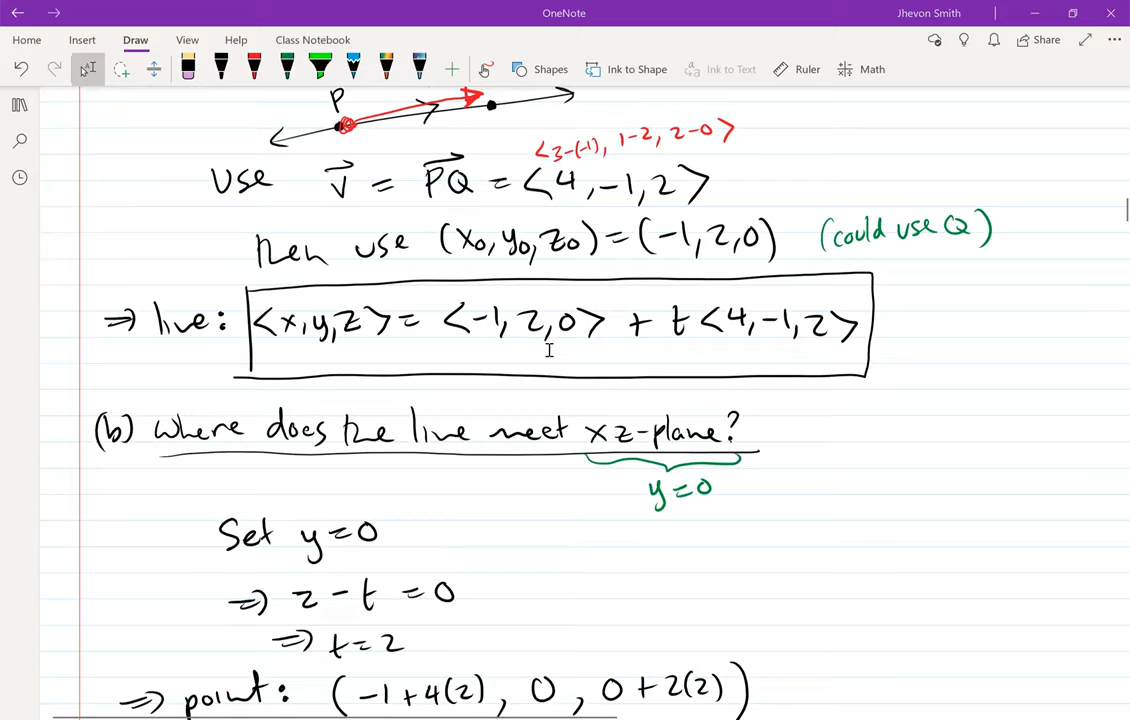 OneNote
Jhevon Smith
Home Insert Draw View Help Class Notebook
Share
Shapes Ink to Shape Ink to Text Ruler Math
P
<3-(-1), 1-2, 2-0>
Use v = PQ = <4, -1, 2>
Then use (x₀, y₀, z₀) = (-1, 2, 0) (could use Q)
⇒ line: <x, y, z> = <-1, 2, 0> + t <4, -1, 2>
(b) Where does the line meet xz-plane?
y = 0
Set y = 0
⇒ 2 - t = 0
⇒ t = 2
⇒ point: (-1 + 4(2), 0, 0 + 2(2))